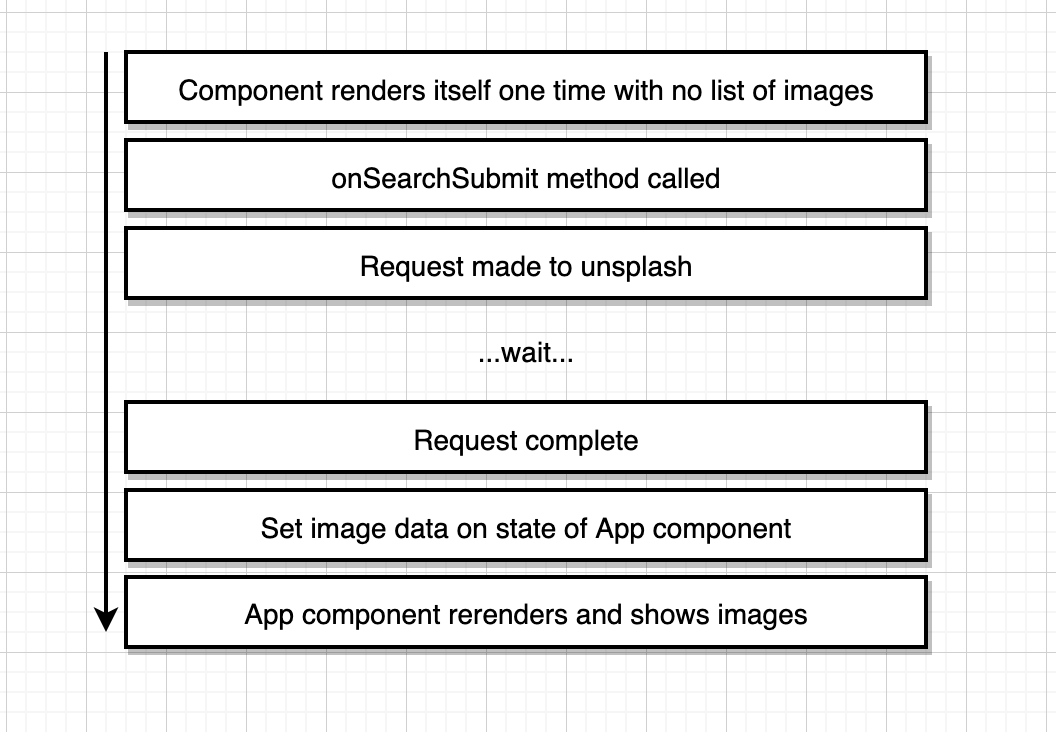 Component renders itself one time with no list of images
onSearchSubmit method called
Request made to unsplash
...wait...
Request complete
Set image data on state of App component
App component rerenders and shows images